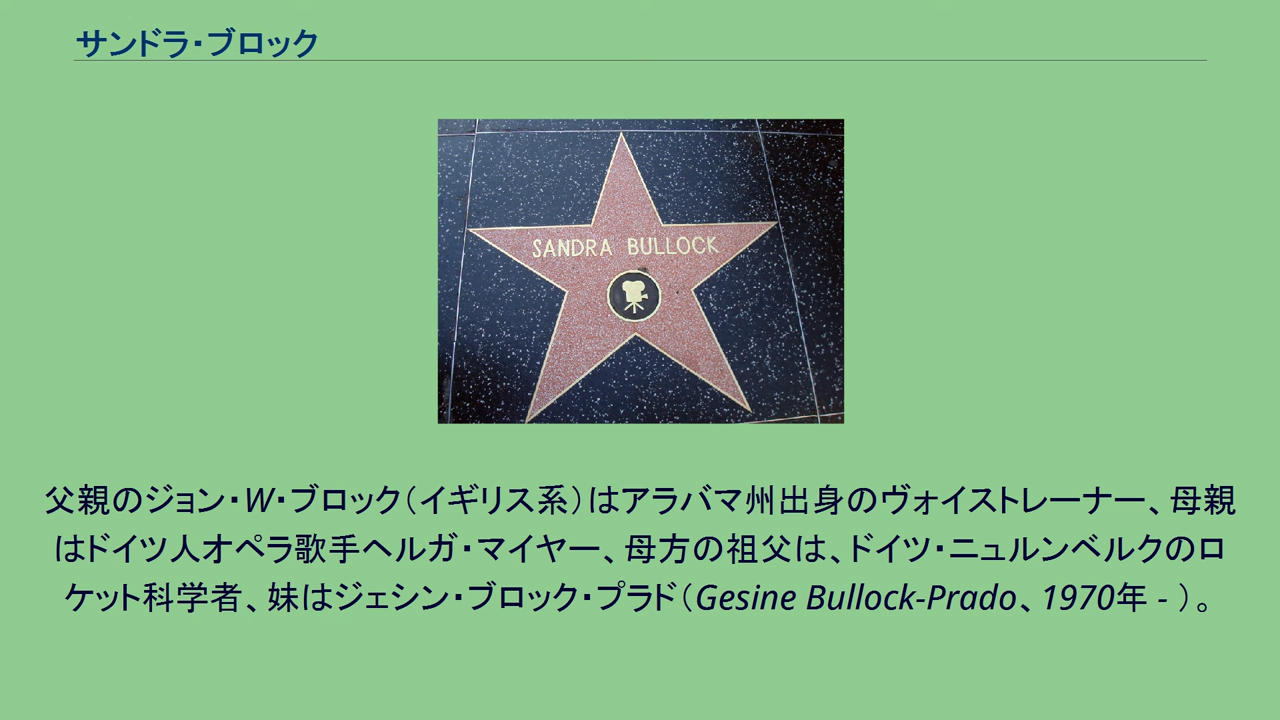 サンドラ・ブロック
SANDRA BULLOCK
父親のジョン・W・ブロック（イギリス系）はアラバマ州出身のヴォイストレーナー、母親
はドイツ人オペラ歌手ヘルガ・マイヤー、母方の祖父は、ドイツ・ニュルンベルクのロ
ケット科学者、妹はジェシン・ブロック・プラド（Gesine Bullock-Prado、1970年 - ）。